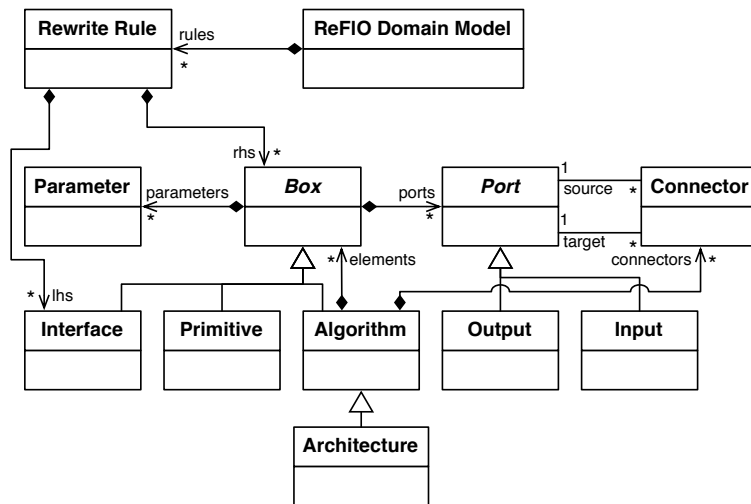 Rewrite Rule
ReFIO Domain Model
rules
*
rhs
*
Parameter
parameters
*
Box
ports
*
Port
1
source
*
1
target
*
Connector
*
elements
connectors
*
*
lhs
Interface
Primitive
Algorithm
Output
Input
Architecture